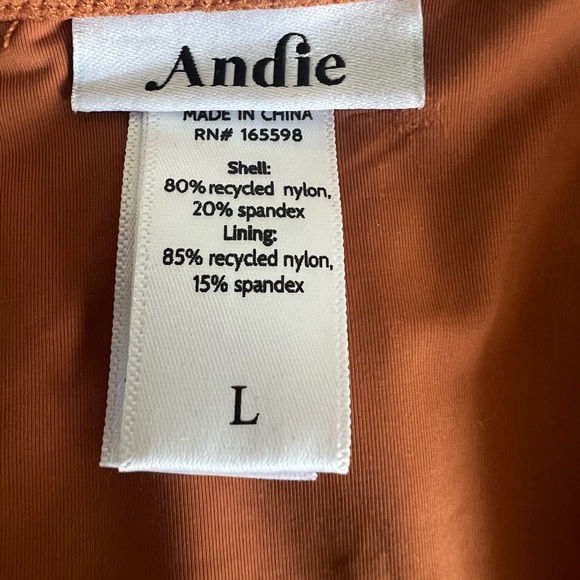 Andie
MADE IN CHINA
RN# 165598
Shell:
80% recycled nylon,
20% spandex
Lining:
85% recycled nylon,
15% spandex
L